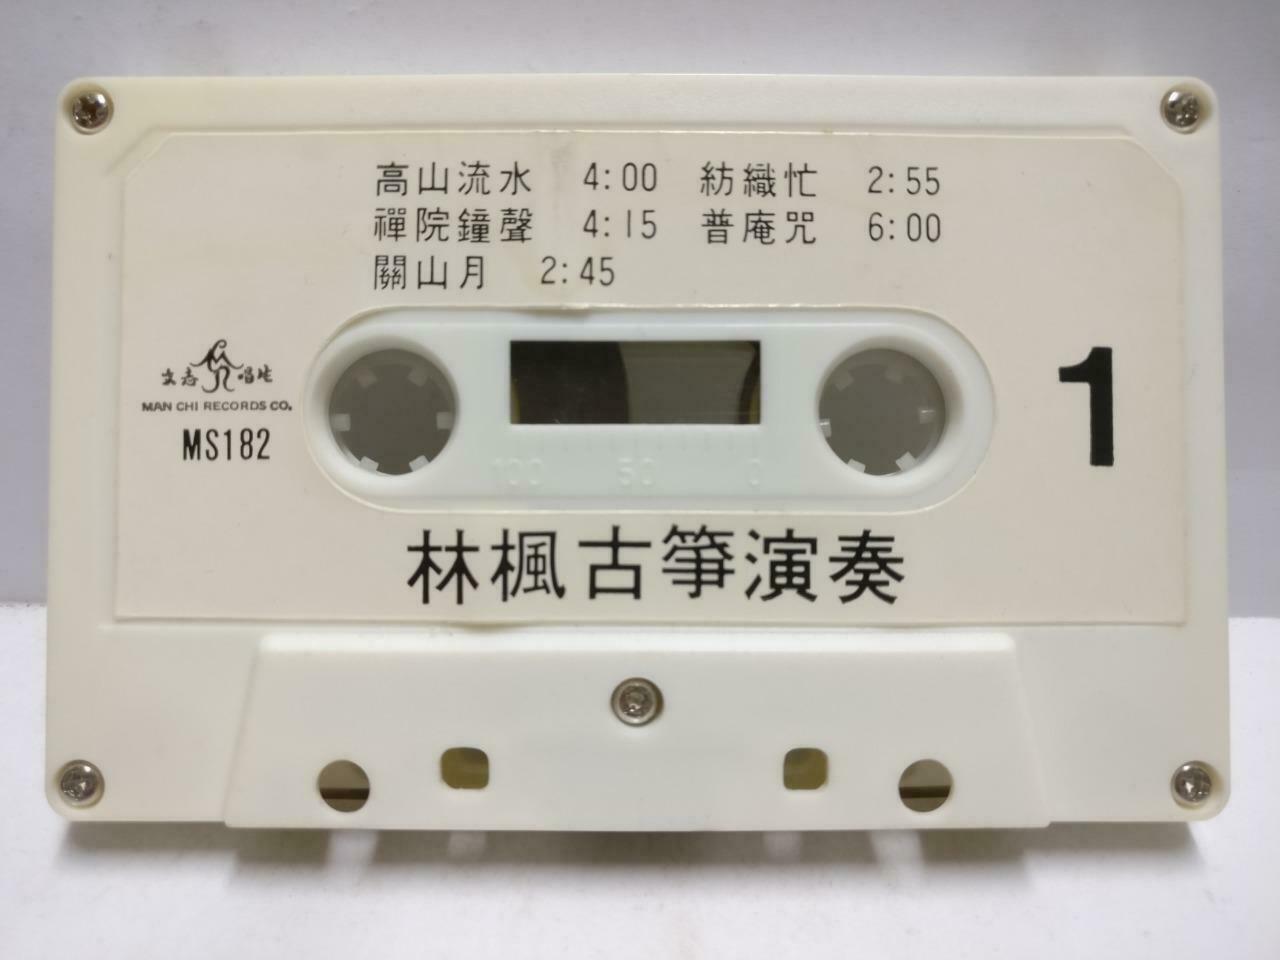 高山流水 4:00 紡織忙 2:55
禪院鐘聲 4:15 普庵咒 6:00
關山月 2:45
文志 唱片
MAN CHI RECORDS CO.
MS182
1
100 50 0
林楓古箏演奏